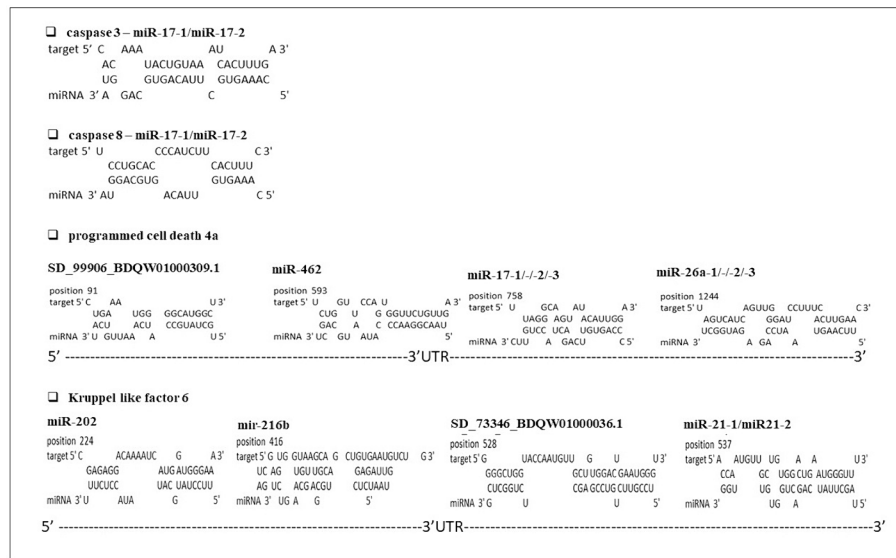 ❑ caspase 3 – miR-17-1/miR-17-2
target 5' C AAA AU A 3'
AC UACUGUAA CACUUUG
UG GUGACAUU GUGAAAC
miRNA 3' A GAC C 5'
❑ caspase 8 – miR-17-1/miR-17-2
target 5' U CCCAUCUU C 3'
CCUGCAC CACUUU
GGACGUG GUGAAA
miRNA 3' AU ACAUU C 5'
❑ programmed cell death 4a
SD_99906_BDQW01000309.1 miR-462 miR-17-1/-/-2/-3 miR-26a-1/-/-2/-3
position 91 position 593 position 758 position 1244
target 5' C AA U 3' target 5' U GU CCA U A 3' target 5' U GCA AU A 3' target 5' U AGUUG CCUUUC C 3'
UGA UGG GGCAUGGC CUG U G GGUUCUGUUG UAGG AGU ACAUUGG AGUCAUC GGAU ACUUGAA
ACU ACU CCGUAUCG GAC A C CCAAGGCAAU GUCC UCA UGUGACC UCGGUAG CCUA UGAACUU
miRNA 3' U GUUAA A U 5' miRNA 3' UC GU AUA 5' miRNA 3' CUU A GACU C 5' miRNA 3' A GA A 5'
5' ------------------------------------------------------------3'UTR------------------------------------------------------------3'
❑ Kruppel like factor 6
miR-202 mir-216b SD_73346_BDQW01000036.1 miR-21-1/miR21-2
position 224 position 416 position 528 position 537
target 5' C ACAAAAUC G A 3' target 5' G UG GUAAGCA G CUGUGAAUGUCU G 3' target 5' G UACCAAUGUU G U U 3' target 5' A AUGUU UG A A U 3'
GAGAGG AUG AUGGGAA UC AG UGU UGCA GAGAUUG GGGCUGG GCU UGGAC GAAUGGG CCA GC UGG CUG AUGGGUU
UUCUCC UAC UAUCCUU AG UC ACG ACGU CUCUAAU CUCGGUC CGA GCCUG CUUGCCU GGU UG GUC GAC UAUUCGA
miRNA 3' U AUA G 5' miRNA 3' UG A G 5' miRNA 3' G U U 5' miRNA 3' UG A U 5'
5' ------------------------------------------------------------3'UTR------------------------------------------------------------3'